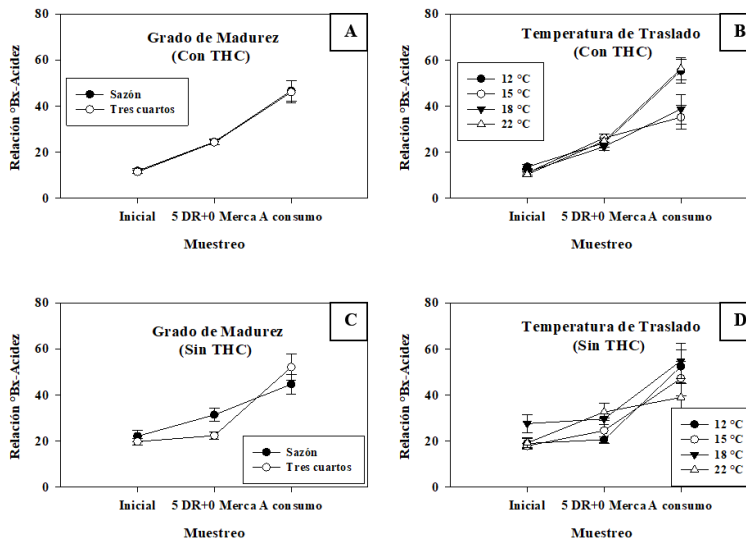 A
Grado de Madurez
(Con THC)
Relación °Bx-Acidez
80
60
40
20
0
Sazón
Tres cuartos
Inicial 5 DR+0 Merca A consumo
Muestreo
B
Temperatura de Traslado
(Con THC)
Relación °Bx-Acidez
80
60
40
20
0
12 °C
15 °C
18 °C
22 °C
Inicial 5 DR+0 Merca A consumo
Muestreo
C
Grado de Madurez
(Sin THC)
Relación °Bx-Acidez
80
60
40
20
0
Sazón
Tres cuartos
Inicial 5 DR+0 Merca A consumo
Muestreo
D
Temperatura de Traslado
(Sin THC)
Relación °Bx-Acidez
80
60
40
20
0
12 °C
15 °C
18 °C
22 °C
Inicial 5 DR+0 Merca A consumo
Muestreo